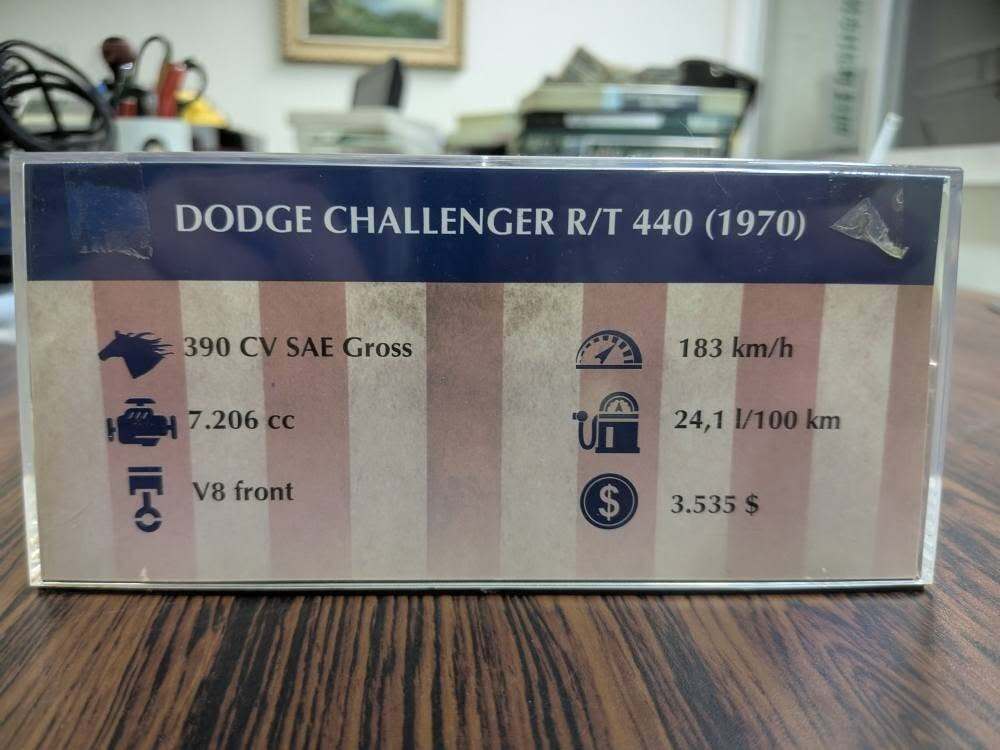 DODGE CHALLENGER R/T 440 (1970)
390 CV SAE Gross
7.206 cc
V8 front
183 km/h
24,1 l/100 km
3.535 $